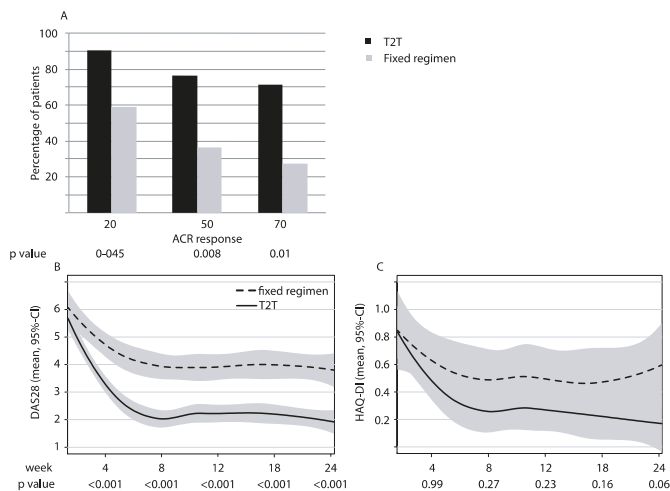 A
100
80
60
40
20
Percentage of patients
T2T
Fixed regimen
20 50 70
ACR response
p value 0-045 0.008 0.01
B
fixed regimen
T2T
6
5
4
3
2
1
DAS28 (mean, 95%-CI)
week 4 8 12 18 24
p value <0.001 <0.001 <0.001 <0.001 <0.001
C
1.0
0.8
0.6
0.4
0.2
HAQ-DI (mean, 95%-CI)
4 8 12 18 24
0.99 0.27 0.23 0.16 0.06